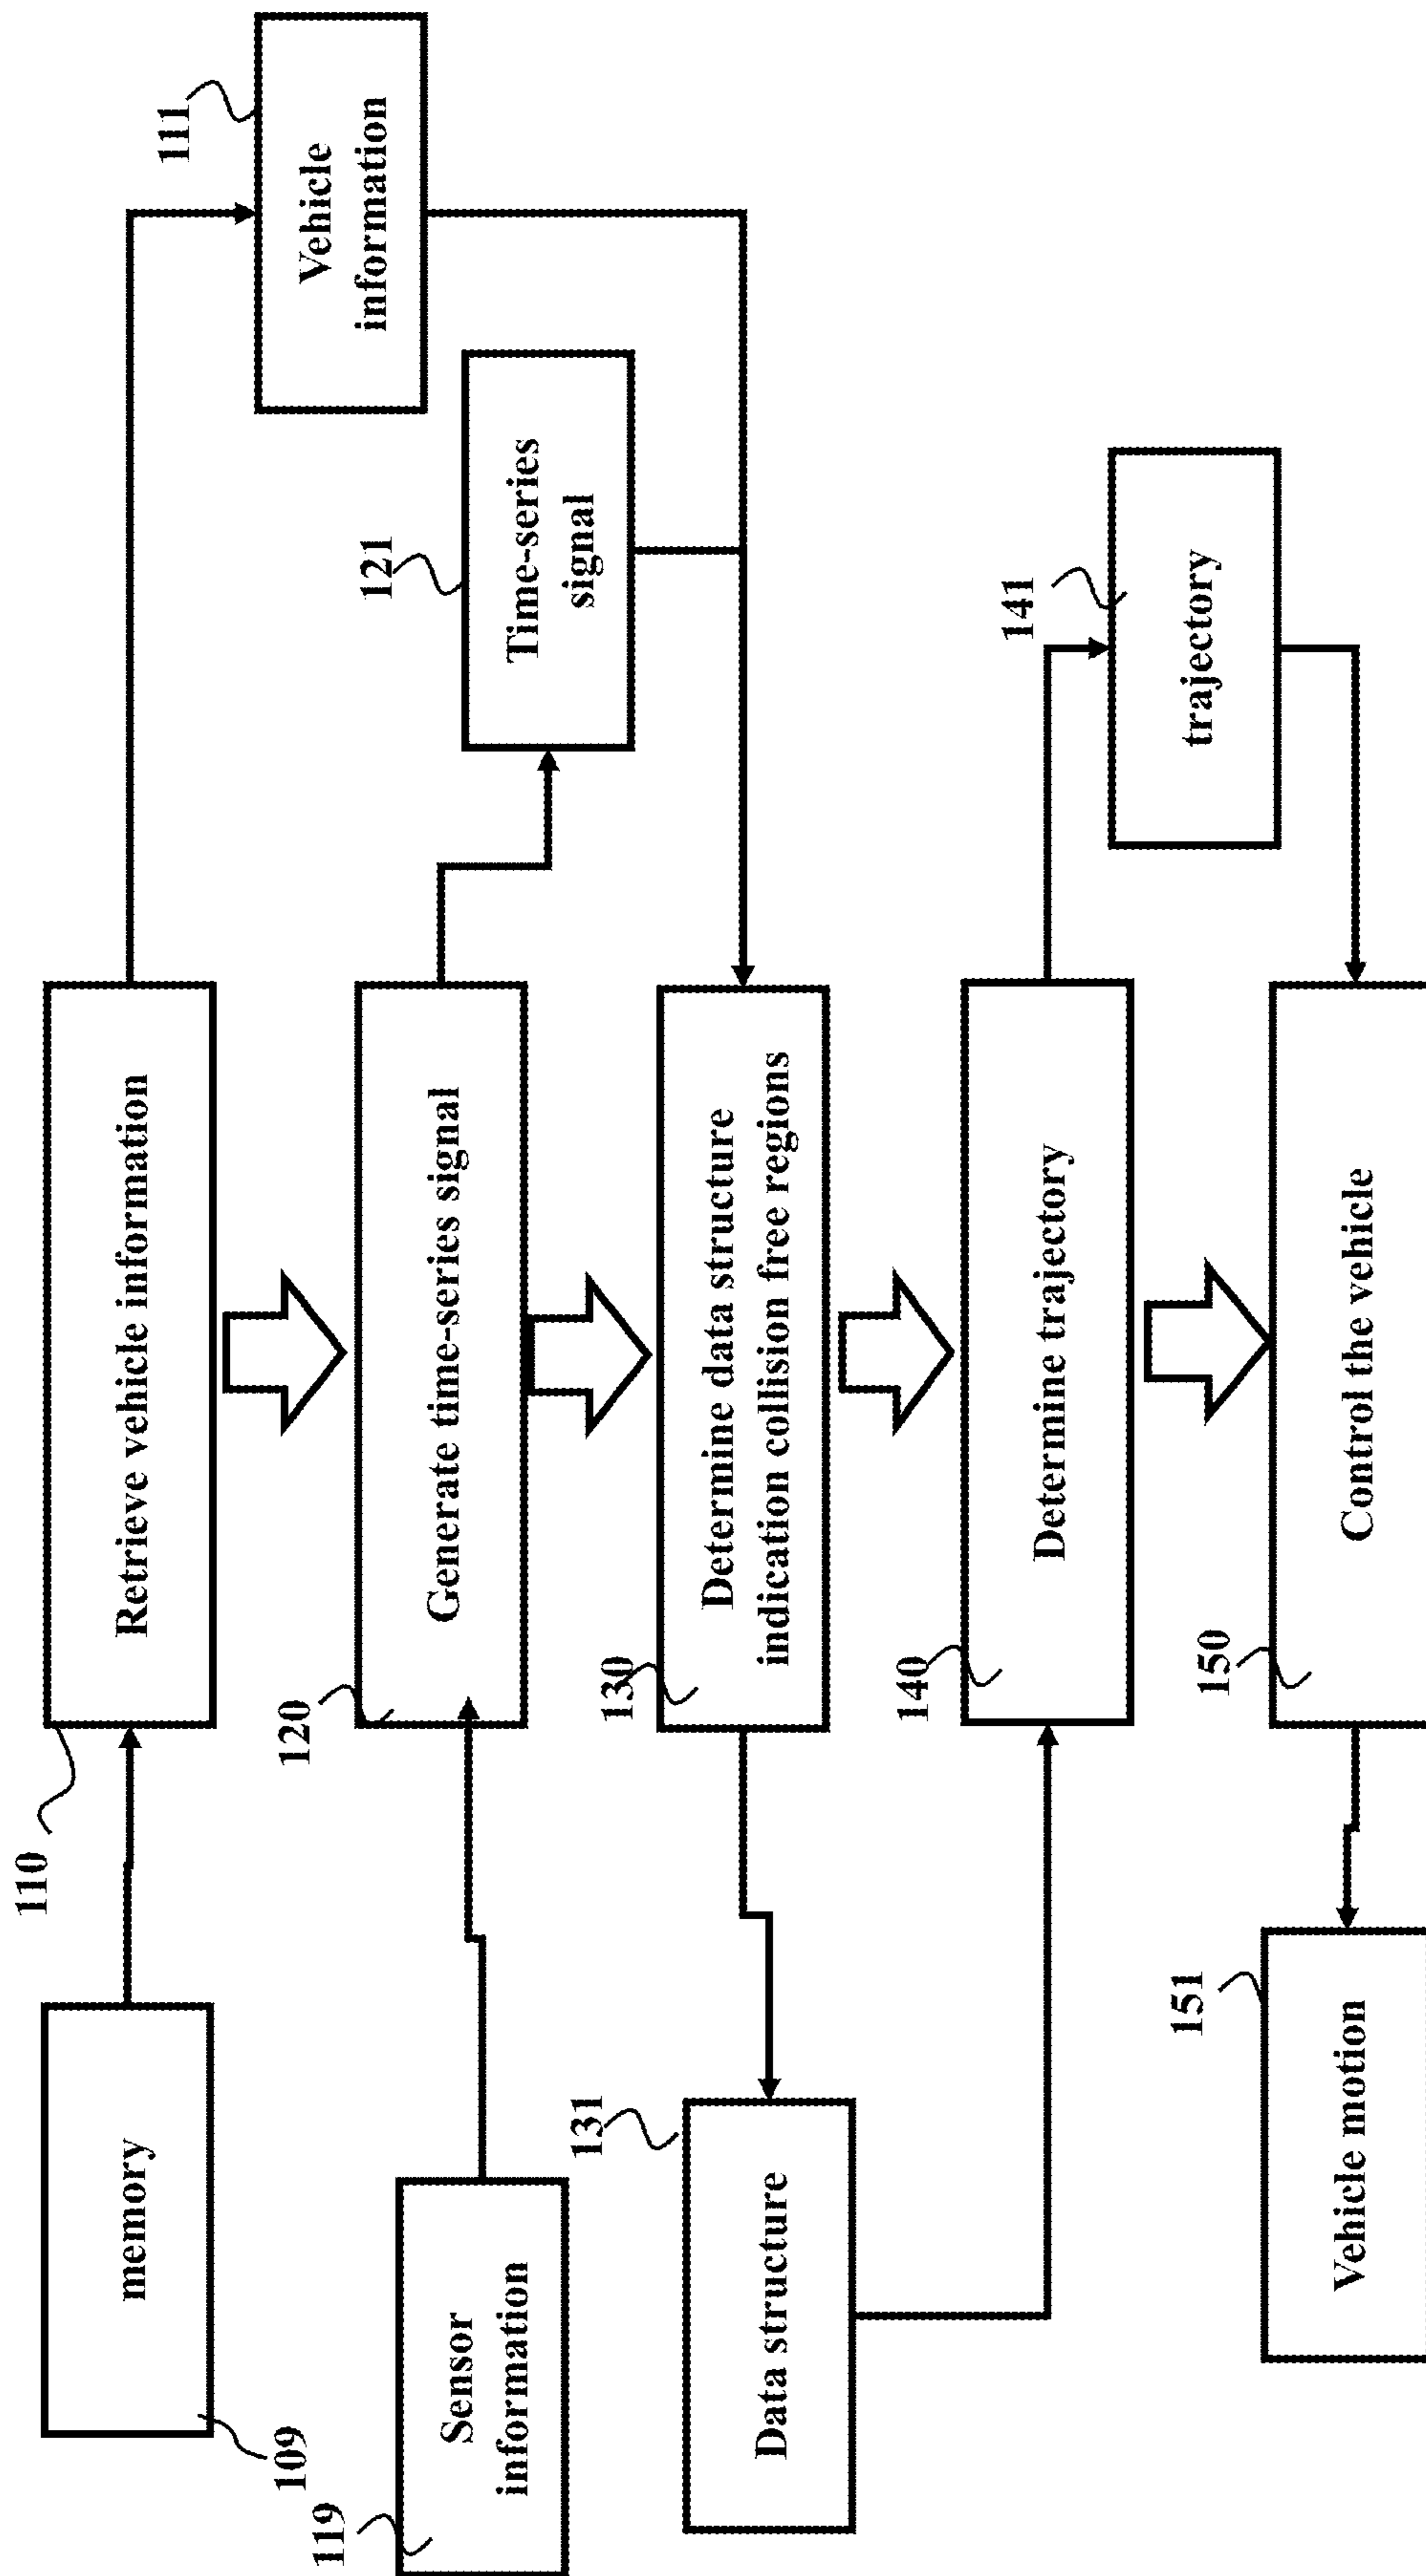 110
Retrieve vehicle information
memory
109
111
Vehicle
information
120
Generate time-series signal
119
Sensor
information
121
Time-series
signal
130
Determine data structure
indication collision free regions
131
Data structure
140
Determine trajectory
141
trajectory
150
Control the vehicle
151
Vehicle motion